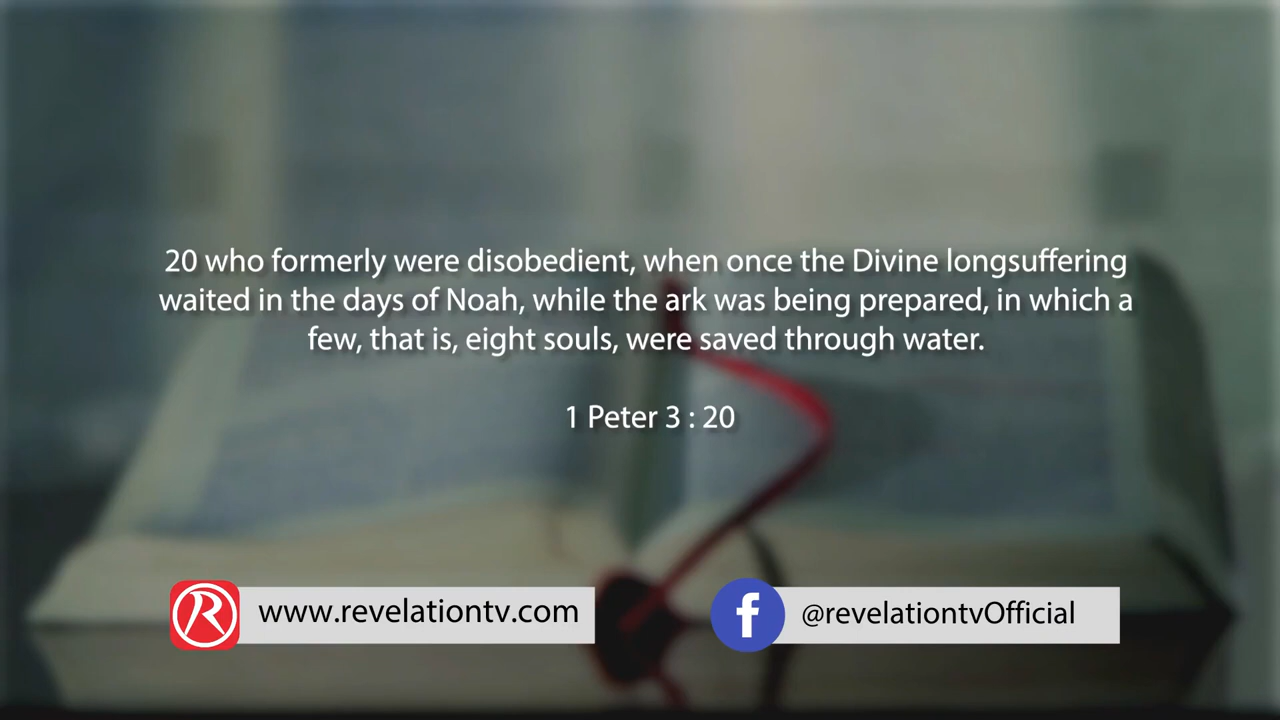 20 who formerly were disobedient, when once the Divine longsuffering
waited in the days of Noah, while the ark was being prepared, in which a
few, that is, eight souls, were saved through water.
1 Peter 3 : 20
www.revelationtv.com
@revelationtvOfficial